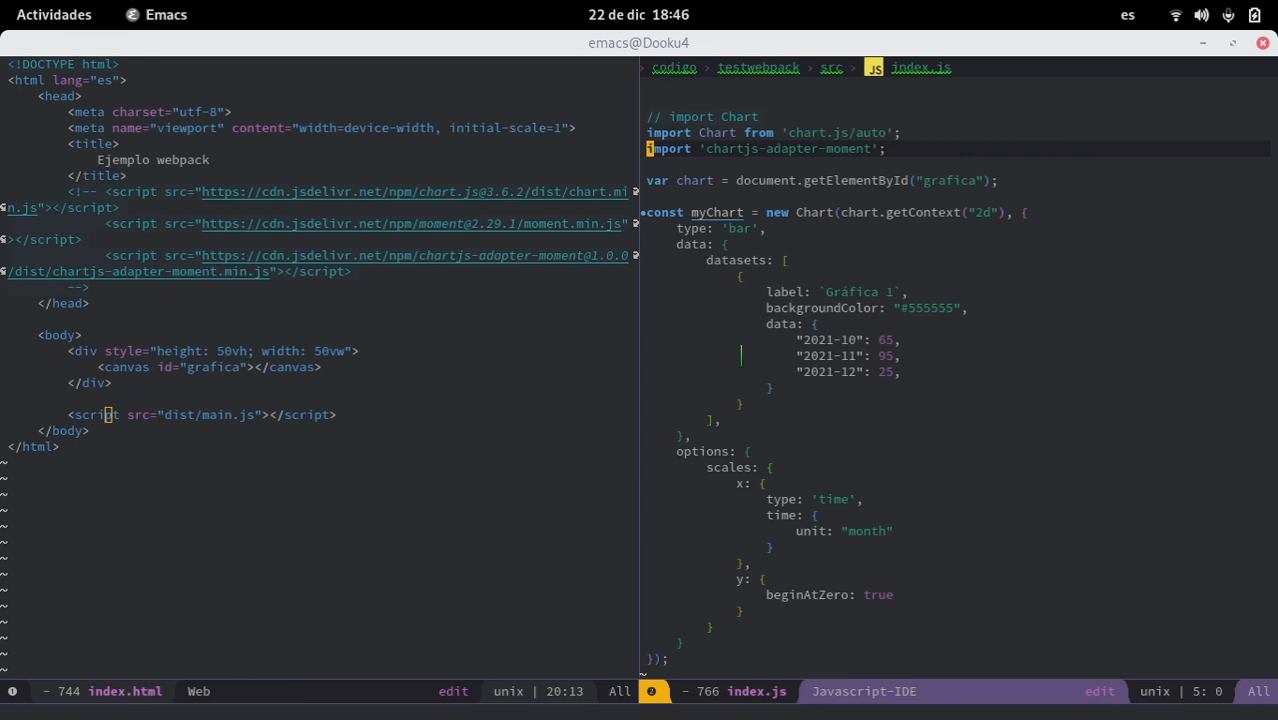 Actividades Emacs 22 de dic 18:46 es
emacs@Dooku4
<!DOCTYPE html>
<html lang="es">
<head>
<meta charset="utf-8">
<meta name="viewport" content="width=device-width, initial-scale=1">
<title>
Ejemplo webpack
</title>
<!-- <script src="https://cdn.jsdelivr.net/npm/chart.js@3.6.2/dist/chart.mi
n.js"></script>
<script src="https://cdn.jsdelivr.net/npm/moment@2.29.1/moment.min.js"
></script>
<script src="https://cdn.jsdelivr.net/npm/chartjs-adapter-moment@1.0.0
/dist/chartjs-adapter-moment.min.js"></script>
-->
</head>
<body>
<div style="height: 50vh; width: 50vw">
<canvas id="grafica"></canvas>
</div>
<script src="dist/main.js"></script>
</body>
</html>
~
~
~
~
~
~
~
~
~
~
~
~
~
~
1 - 744 index.html Web edit unix | 20:13 All
codigo > testwebpack > src > JS index.js
// import Chart
import Chart from 'chart.js/auto';
import 'chartjs-adapter-moment';
var chart = document.getElementById("grafica");
const myChart = new Chart(chart.getContext("2d"), {
type: 'bar',
data: {
datasets: [
{
label: `Gráfica 1`,
backgroundColor: "#555555",
data: {
"2021-10": 65,
"2021-11": 95,
"2021-12": 25,
}
}
],
},
options: {
scales: {
x: {
type: 'time',
time: {
unit: "month"
}
},
y: {
beginAtZero: true
}
}
}
});
~
2 - 766 index.js Javascript-IDE edit unix | 5: 0 All